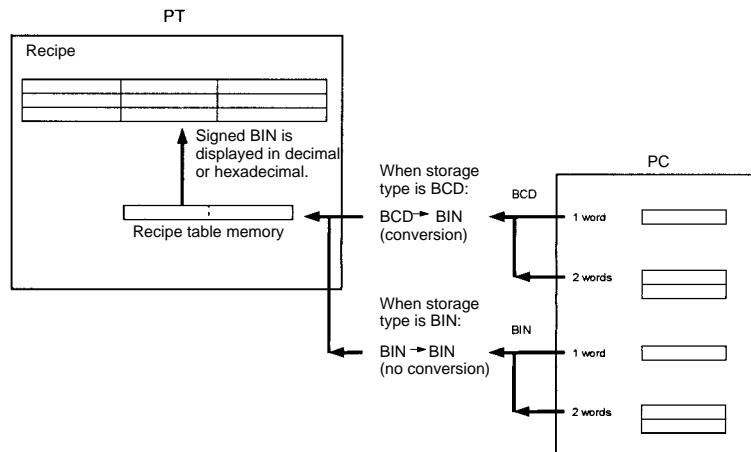 PT
Recipe
Signed BIN is
displayed in decimal
or hexadecimal.
Recipe table memory
When storage
type is BCD:
BCD → BIN
(conversion)
When storage
type is BIN:
BIN → BIN
(no conversion)
BCD
BIN
PC
1 word
2 words
1 word
2 words